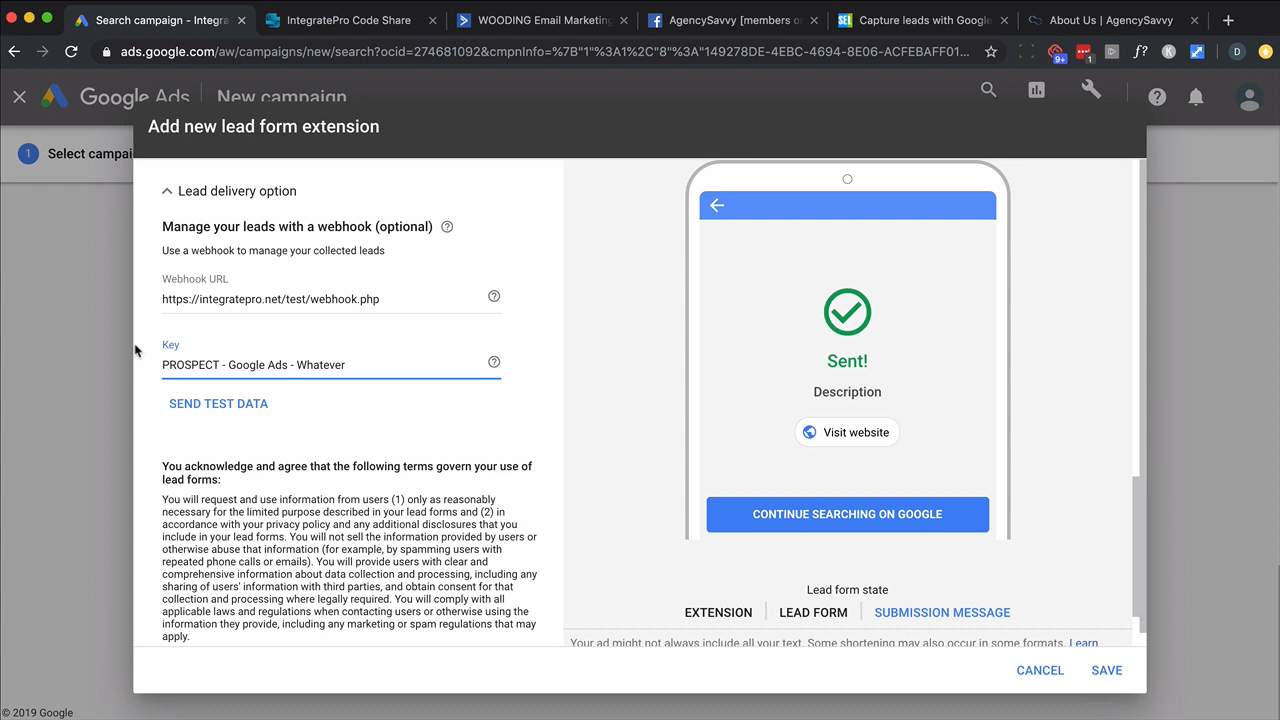 Search campaign - Integra
IntegratePro Code Share
WOODING Email Marketing
AgencySavvy [members o
SEL
Capture leads with Google
About Us | AgencySavvy
ads.google.com/aw/campaigns/new/search?ocid=274681092&cmpnInfo=%7B"1"%3A1%2C"8"%3A"149278DE-4EBC-4694-8E06-ACFEBAFF01...
9+
1
f?
K
D
Google Ads
New campaign
1
Select campai
Add new lead form extension
Lead delivery option
Manage your leads with a webhook (optional)
Use a webhook to manage your collected leads
Webhook URL
https://integratepro.net/test/webhook.php
Key
PROSPECT - Google Ads - Whatever
SEND TEST DATA
You acknowledge and agree that the following terms govern your use of
lead forms:
You will request and use information from users (1) only as reasonably
necessary for the limited purpose described in your lead forms and (2) in
accordance with your privacy policy and any additional disclosures that you
include in your lead forms. You will not sell the information provided by users or
otherwise abuse that information (for example, by spamming users with
repeated phone calls or emails). You will provide users with clear and
comprehensive information about data collection and processing, including any
sharing of users' information with third parties, and obtain consent for that
collection and processing where legally required. You will comply with all
applicable laws and regulations when contacting users or otherwise using the
information they provide, including any marketing or spam regulations that may
apply.
Sent!
Description
Visit website
CONTINUE SEARCHING ON GOOGLE
Lead form state
EXTENSION
LEAD FORM
SUBMISSION MESSAGE
Your ad might not always include all your text. Some shortening may also occur in some formats. Learn
CANCEL
SAVE
© 2019 Google